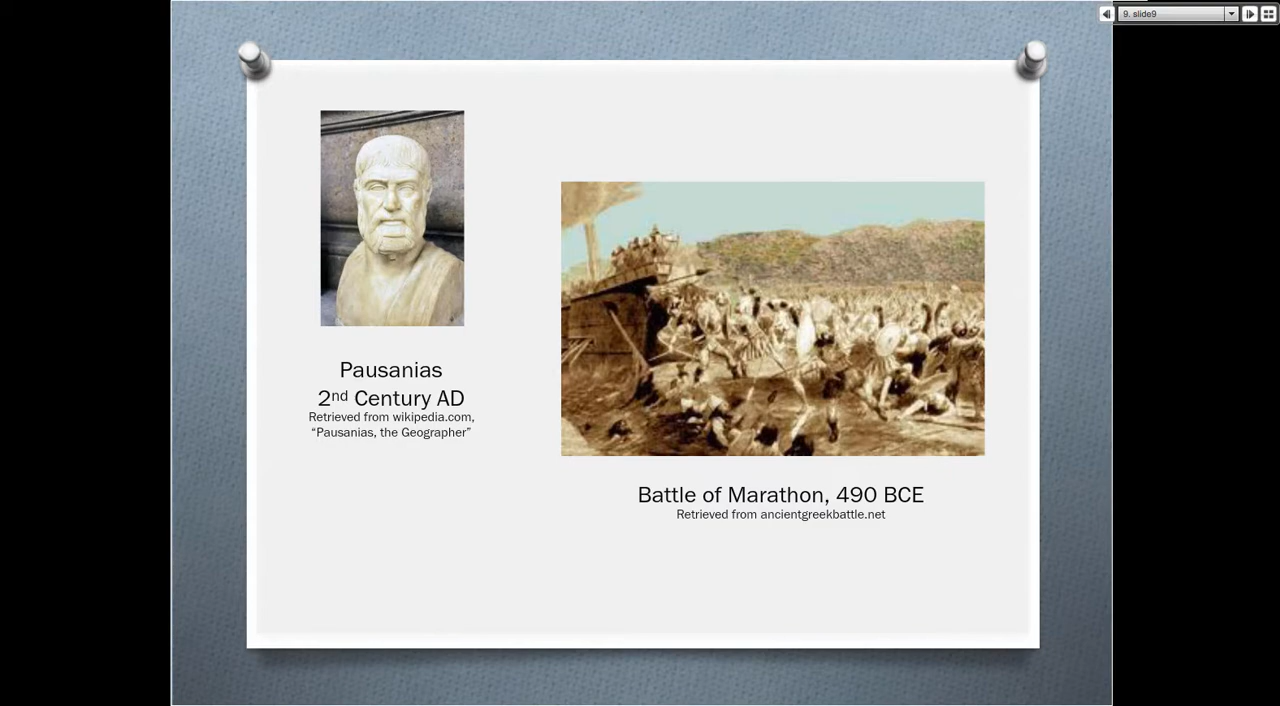 9. slide9
Pausanias
2nd Century AD
Retrieved from wikipedia.com,
“Pausanias, the Geographer”
Battle of Marathon, 490 BCE
Retrieved from ancientgreekbattle.net